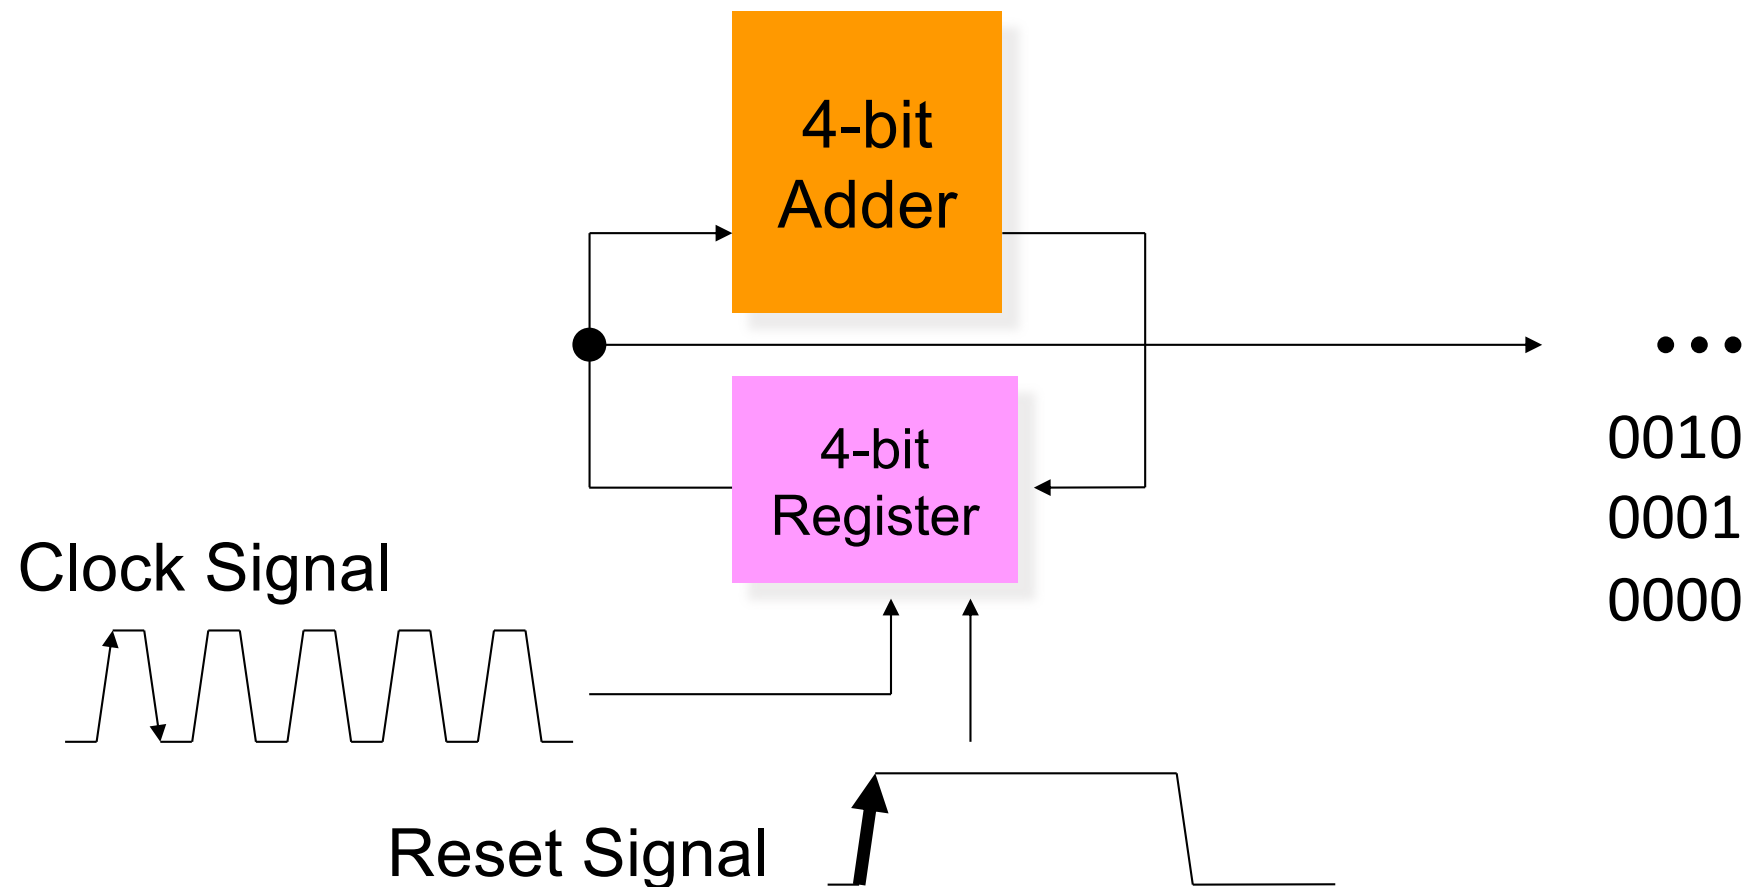 4-bit
Adder
•••
4-bit
Register
0010
0001
0000
Clock Signal
Reset Signal